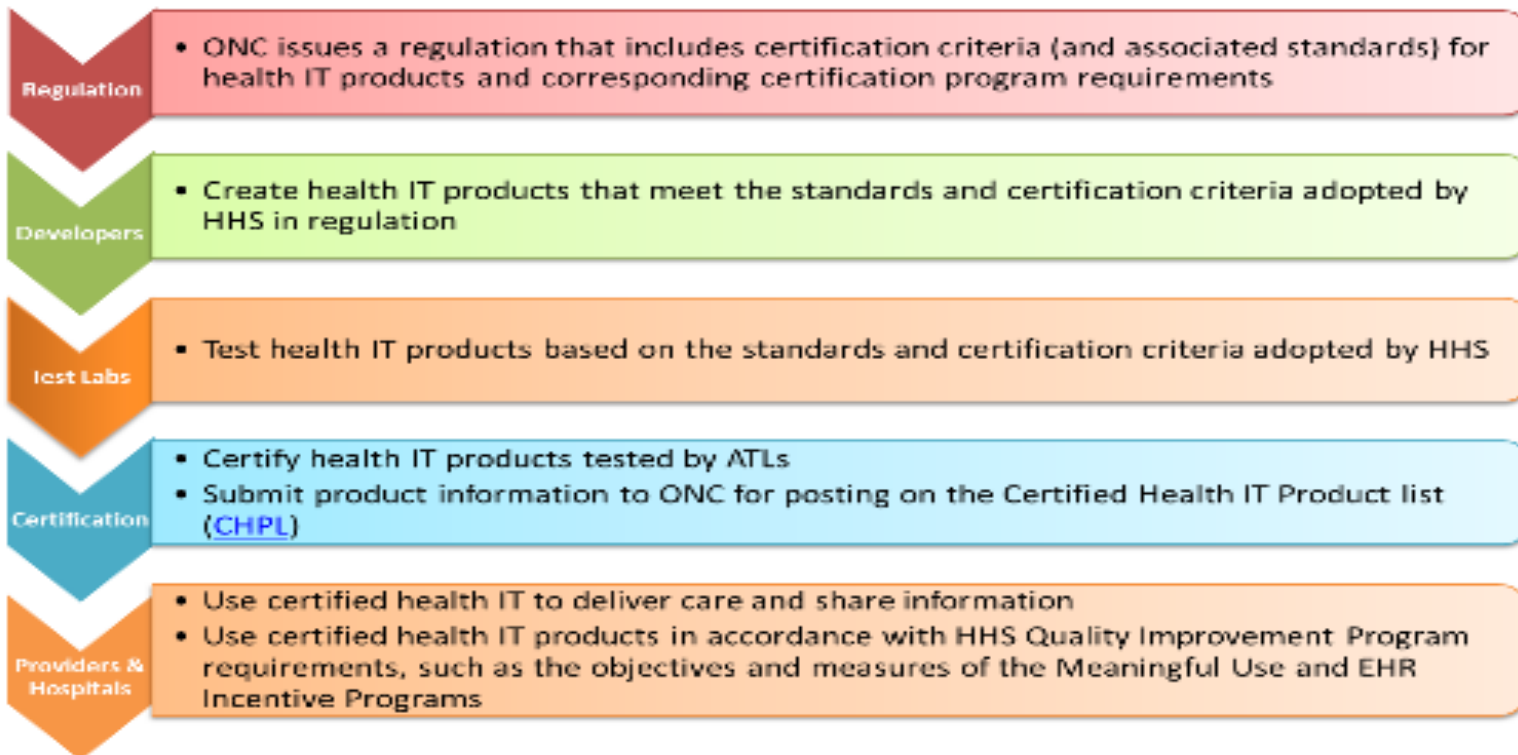 Regulation
• ONC issues a regulation that includes certification criteria (and associated standards) for
health IT products and corresponding certification program requirements
Developers
• Create health IT products that meet the standards and certification criteria adopted by
HHS in regulation
Test Labs
• Test health IT products based on the standards and certification criteria adopted by HHS
Certification
• Certify health IT products tested by ATLs
• Submit product information to ONC for posting on the Certified Health IT Product list
(CHPL)
Providers &
Hospitals
• Use certified health IT to deliver care and share information
• Use certified health IT products in accordance with HHS Quality Improvement Program
requirements, such as the objectives and measures of the Meaningful Use and EHR
Incentive Programs